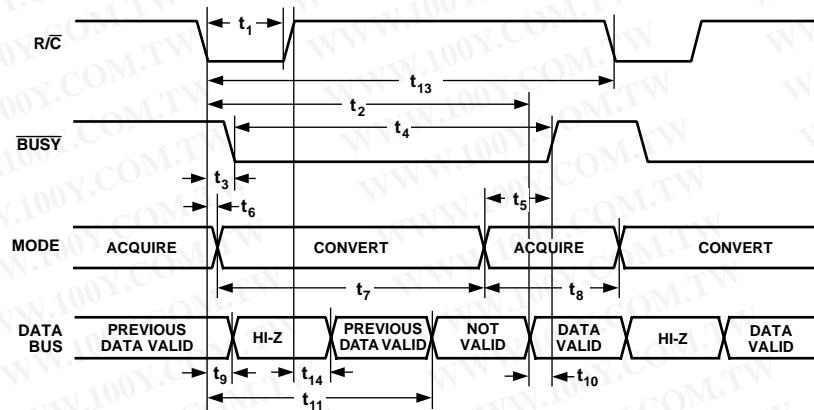 t1
R/C̅
t13
t2
t4
B̅U̅S̅Y̅
t3
t5
t6
MODE
ACQUIRE
CONVERT
ACQUIRE
CONVERT
t7
t8
DATA
BUS
PREVIOUS
DATA VALID
HI-Z
PREVIOUS
DATA VALID
NOT
VALID
DATA
VALID
HI-Z
DATA
VALID
t9
t14
t10
t11
WWW.100Y.COM.TW